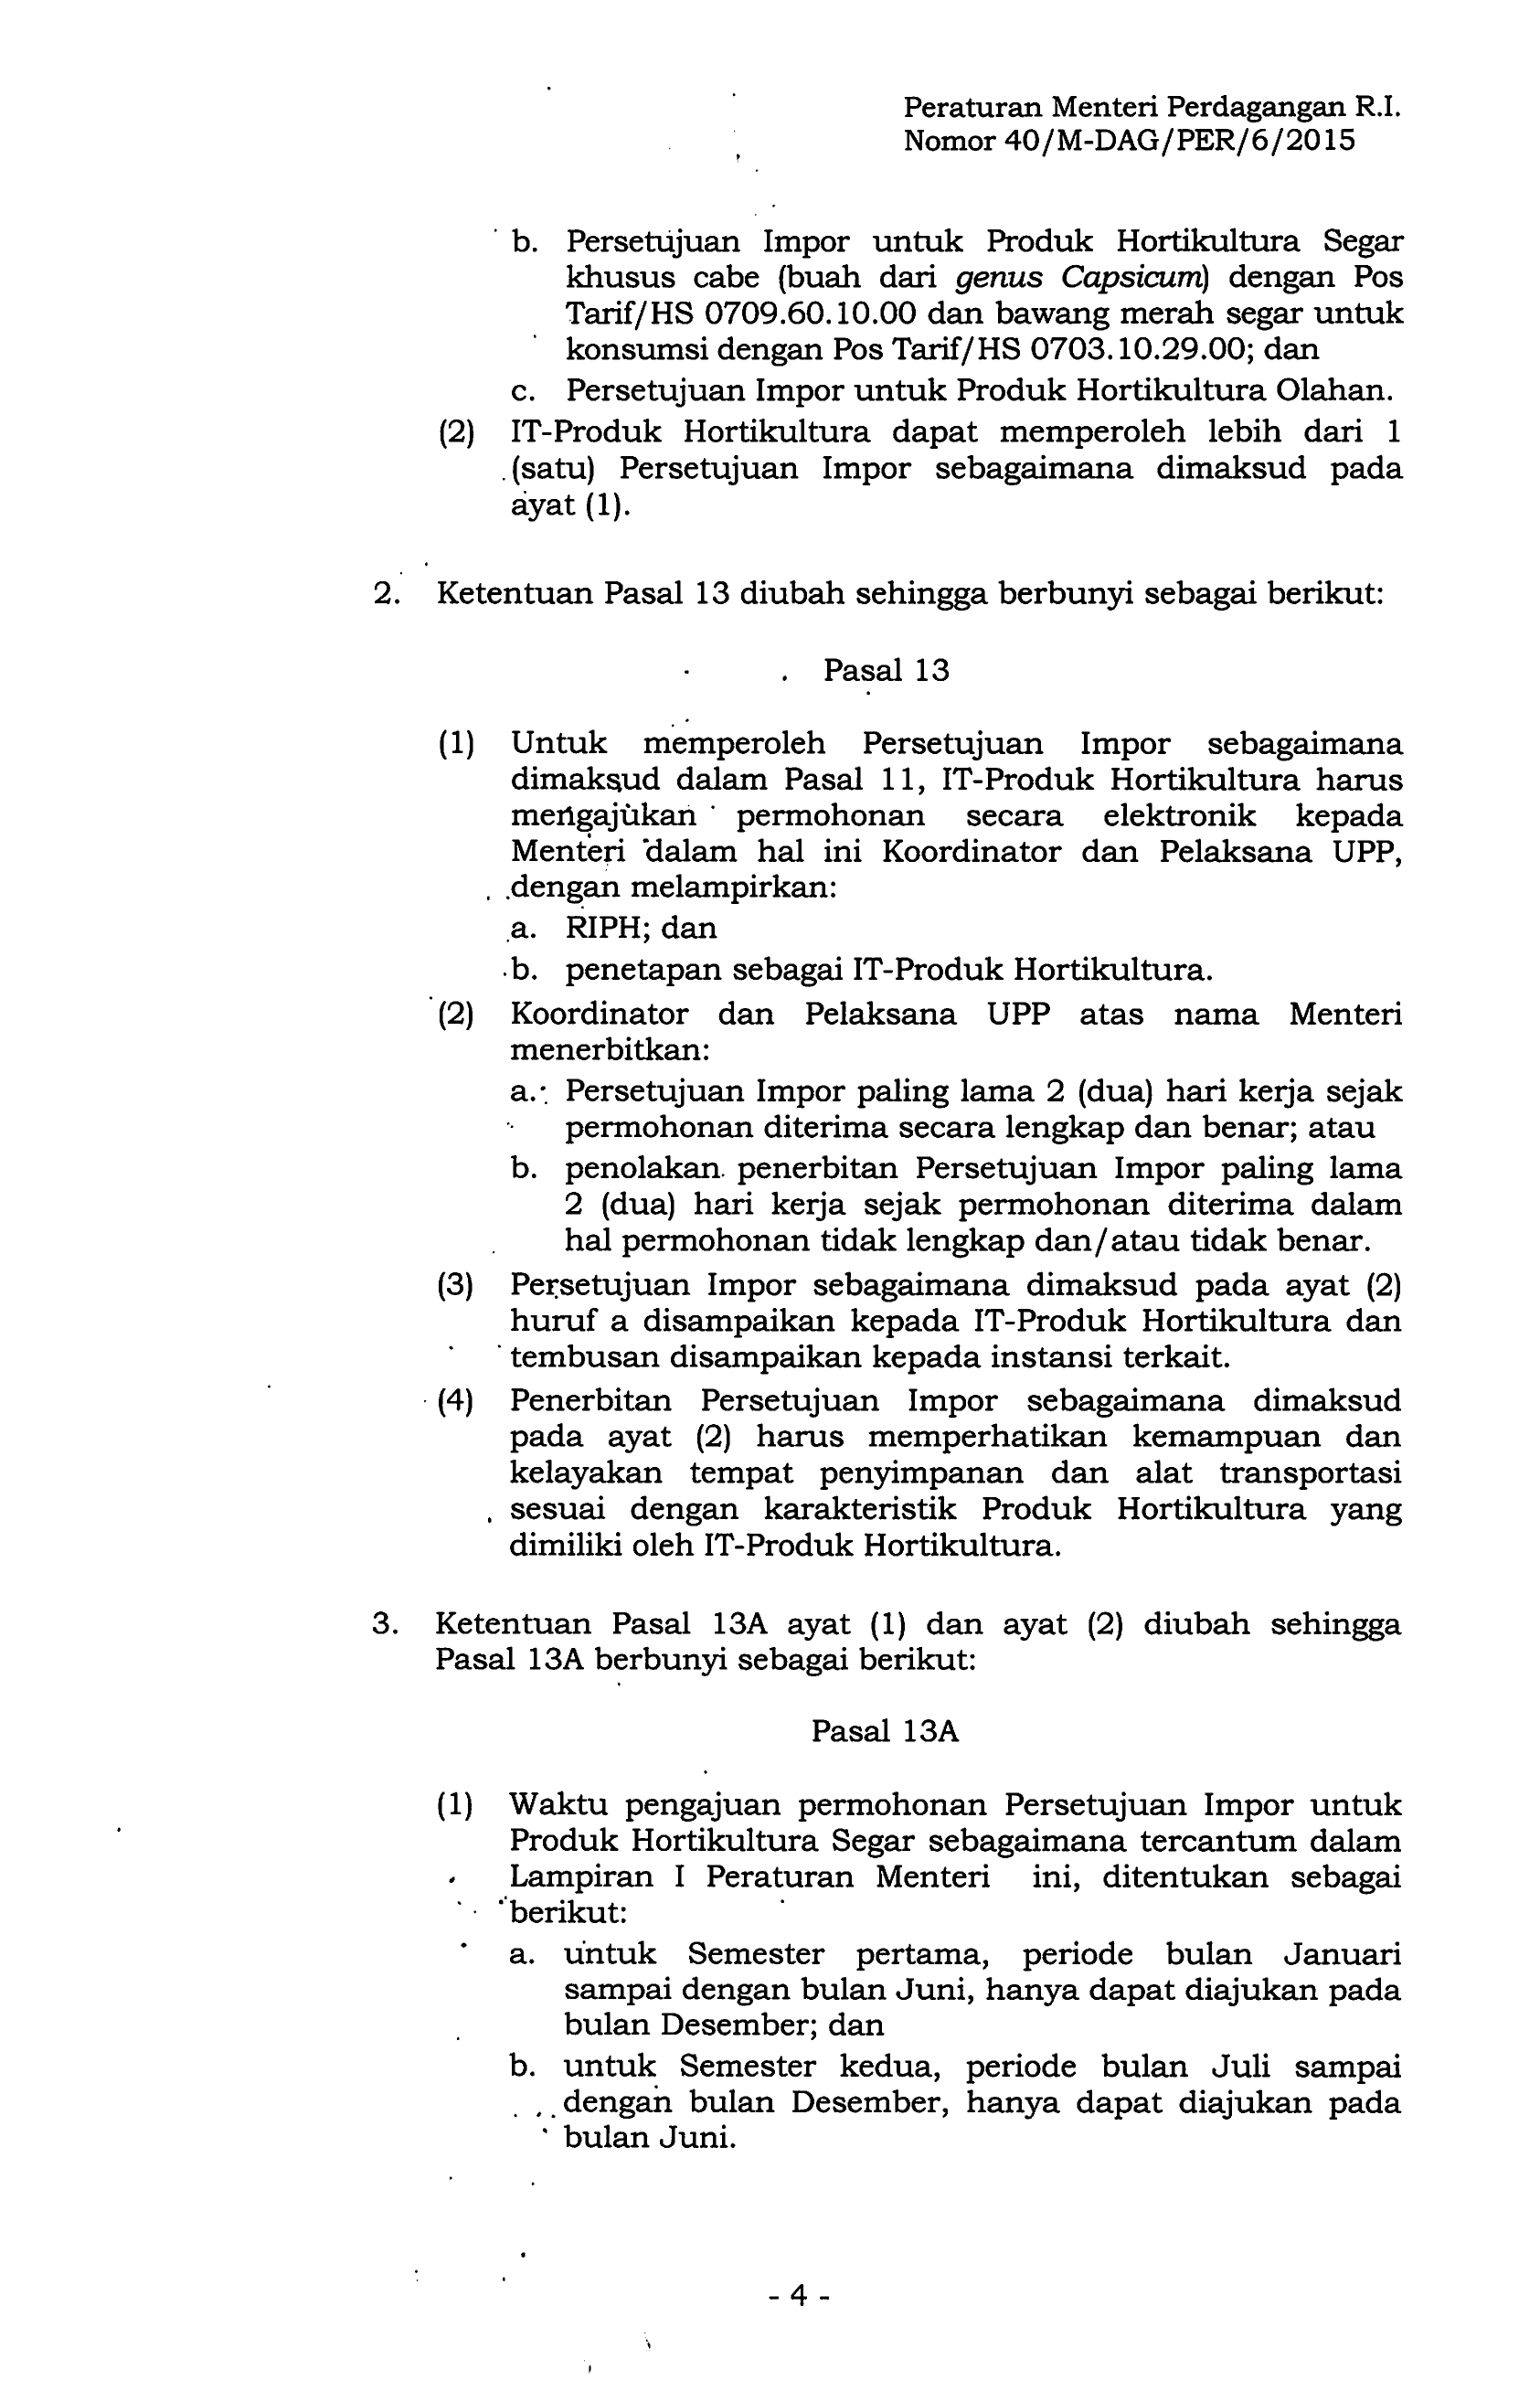 Peraturan Menteri Perdagangan R.I.
Nomor 40/M-DAG/PER/6/2015
b. Persetujuan Impor untuk Produk Hortikultura Segar
khusus cabe (buah dari genus Capsicum) dengan Pos
Tarif/HS 0709.60.10.00 dan bawang merah segar untuk
konsumsi dengan Pos Tarif/HS 0703.10.29.00; dan
c. Persetujuan Impor untuk Produk Hortikultura Olahan.
(2) IT-Produk Hortikultura dapat memperoleh lebih dari 1
(satu) Persetujuan Impor sebagaimana dimaksud pada
ayat (1).
2. Ketentuan Pasal 13 diubah sehingga berbunyi sebagai berikut:
Pasal 13
(1) Untuk memperoleh Persetujuan Impor sebagaimana
dimaksud dalam Pasal 11, IT-Produk Hortikultura harus
mengajukan permohonan secara elektronik kepada
Menteri dalam hal ini Koordinator dan Pelaksana UPP,
dengan melampirkan:
a. RIPH; dan
b. penetapan sebagai IT-Produk Hortikultura.
(2) Koordinator dan Pelaksana UPP atas nama Menteri
menerbitkan:
a. Persetujuan Impor paling lama 2 (dua) hari kerja sejak
permohonan diterima secara lengkap dan benar; atau
b. penolakan penerbitan Persetujuan Impor paling lama
2 (dua) hari kerja sejak permohonan diterima dalam
hal permohonan tidak lengkap dan/atau tidak benar.
(3) Persetujuan Impor sebagaimana dimaksud pada ayat (2)
huruf a disampaikan kepada IT-Produk Hortikultura dan
tembusan disampaikan kepada instansi terkait.
(4) Penerbitan Persetujuan Impor sebagaimana dimaksud
pada ayat (2) harus memperhatikan kemampuan dan
kelayakan tempat penyimpanan dan alat transportasi
sesuai dengan karakteristik Produk Hortikultura yang
dimiliki oleh IT-Produk Hortikultura.
3. Ketentuan Pasal 13A ayat (1) dan ayat (2) diubah sehingga
Pasal 13A berbunyi sebagai berikut:
Pasal 13A
(1) Waktu pengajuan permohonan Persetujuan Impor untuk
Produk Hortikultura Segar sebagaimana tercantum dalam
Lampiran I Peraturan Menteri ini, ditentukan sebagai
berikut:
a. untuk Semester pertama, periode bulan Januari
sampai dengan bulan Juni, hanya dapat diajukan pada
bulan Desember; dan
b. untuk Semester kedua, periode bulan Juli sampai
dengan bulan Desember, hanya dapat diajukan pada
bulan Juni.
- 4 -